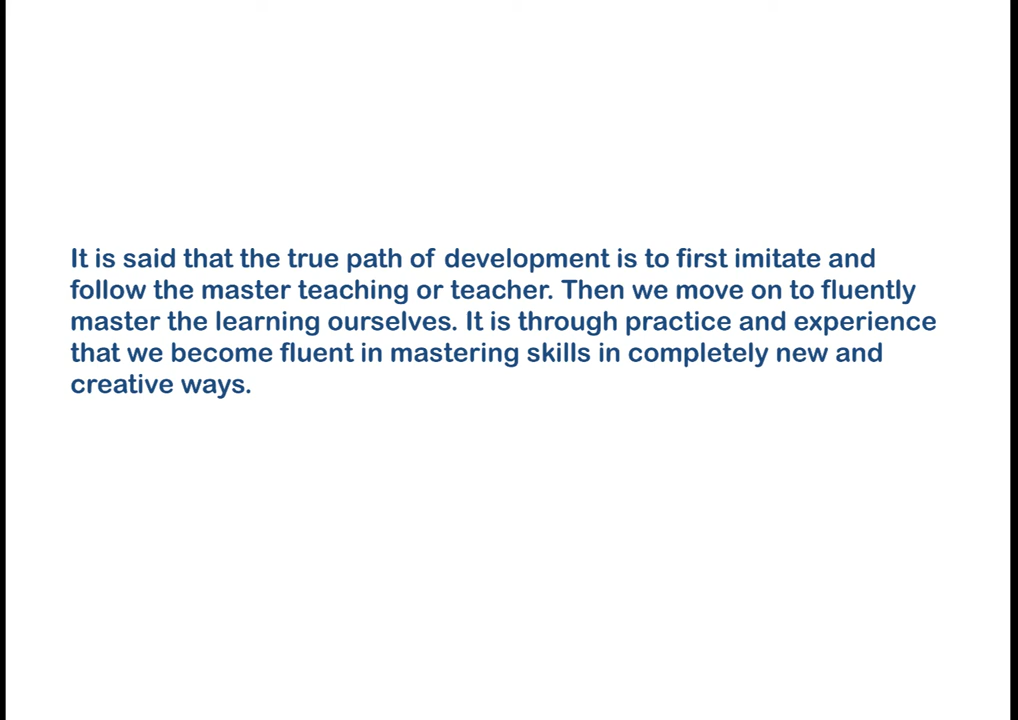 It is said that the true path of development is to first imitate and
follow the master teaching or teacher. Then we move on to fluently
master the learning ourselves. It is through practice and experience
that we become fluent in mastering skills in completely new and
creative ways.